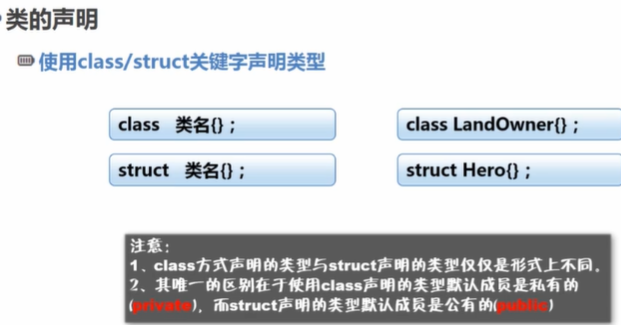 类的声明
使用class/struct关键字声明类型
class 类名{}；
class LandOwner{}；
struct 类名{}；
struct Hero{}；
注意：
1、class方式声明的类型与struct声明的类型仅仅是形式上不同。
2、其唯一的区别在于使用class声明的类型默认成员是私有的
(private)，而struct声明的类型默认成员是公有的(public)